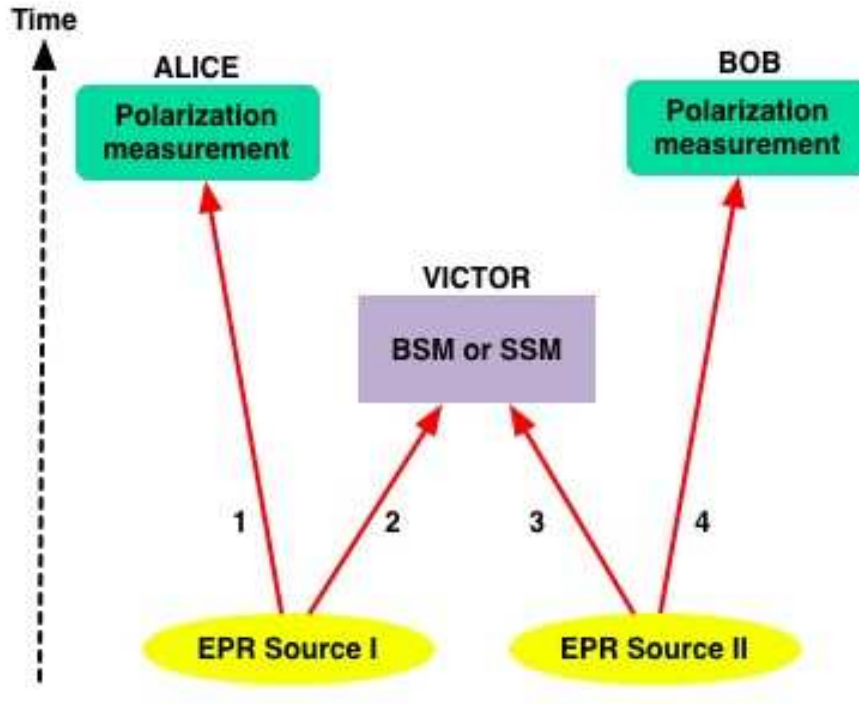 Time
ALICE
BOB
Polarization
measurement
Polarization
measurement
VICTOR
BSM or SSM
1
2
3
4
EPR Source I
EPR Source II